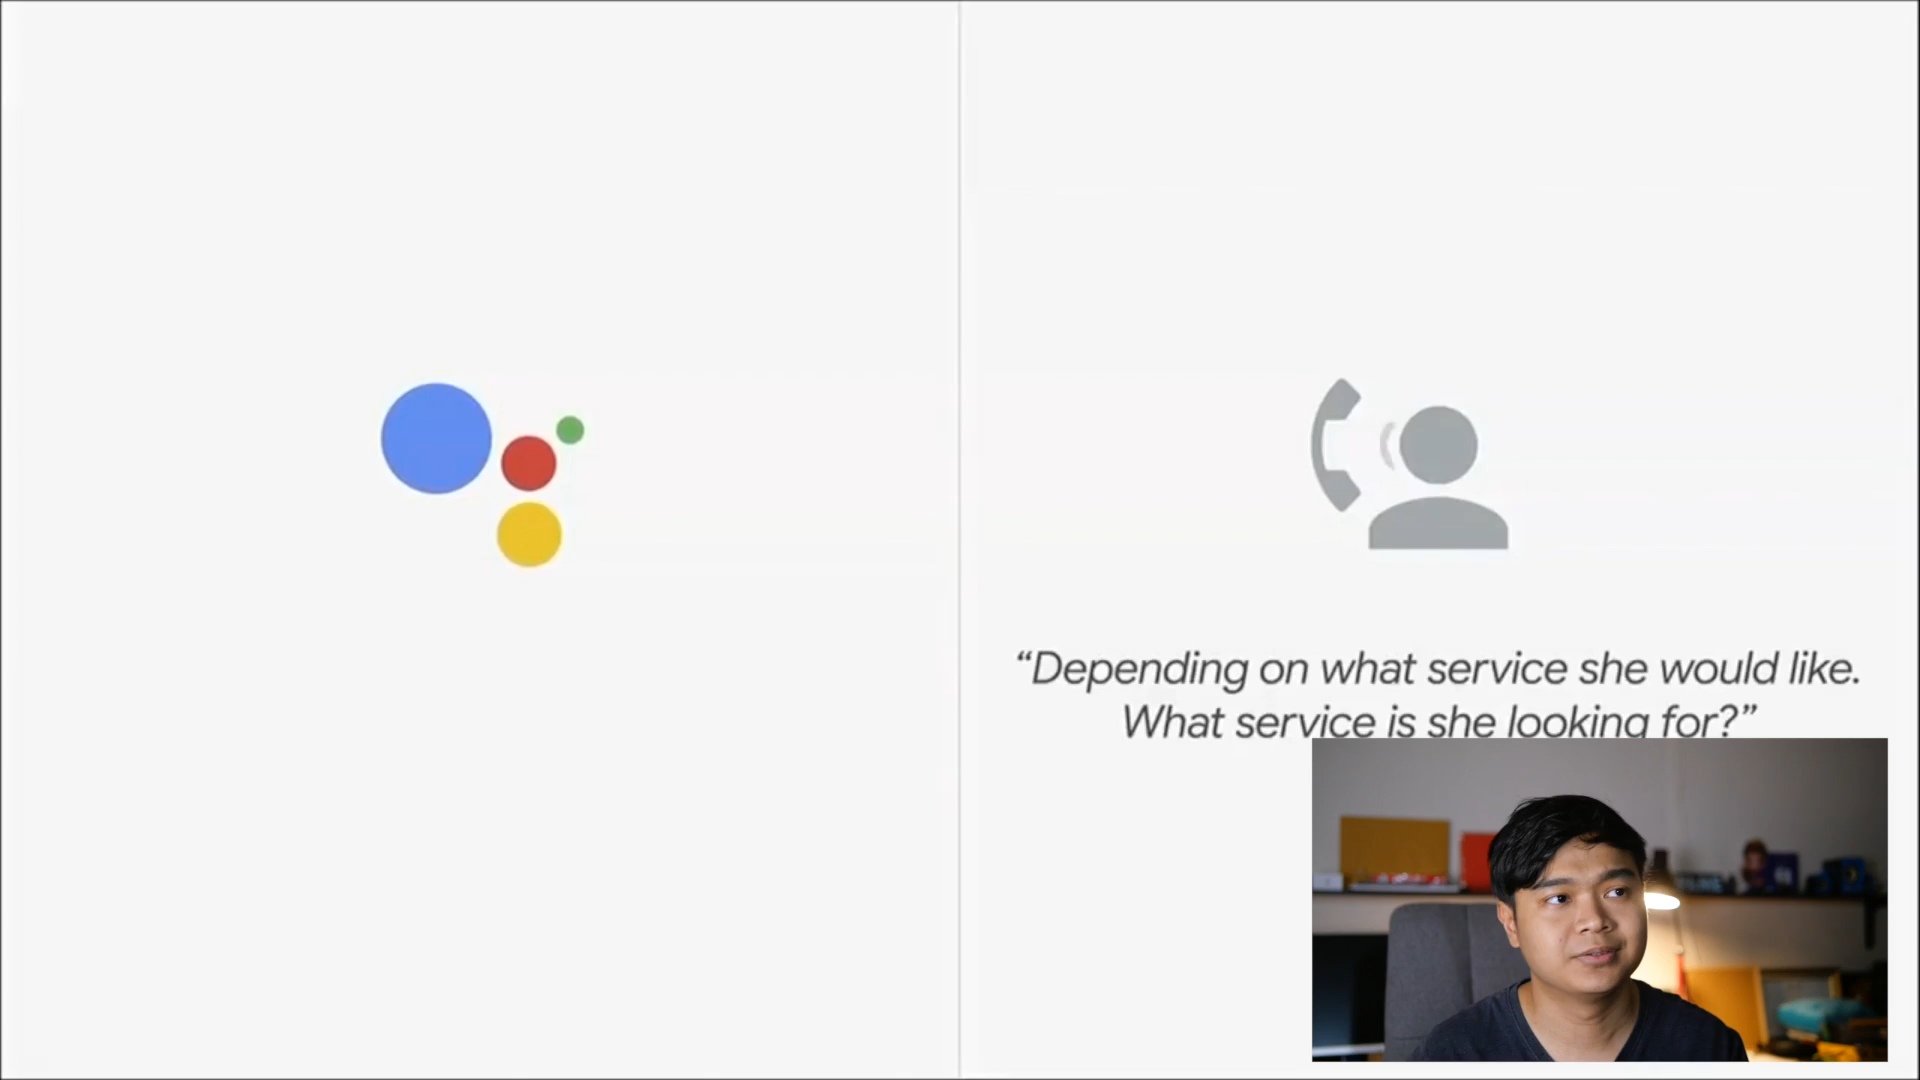 “Depending on what service she would like.
What service is she looking for?”